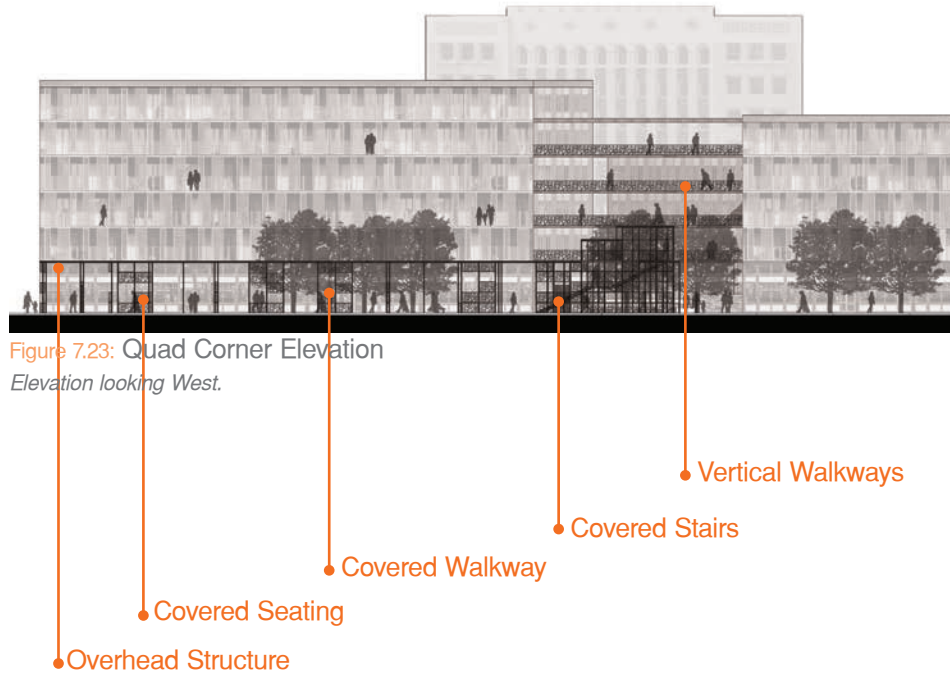 Figure 7.23: Quad Corner Elevation
Elevation looking West.
Vertical Walkways
Covered Stairs
Covered Walkway
Covered Seating
Overhead Structure